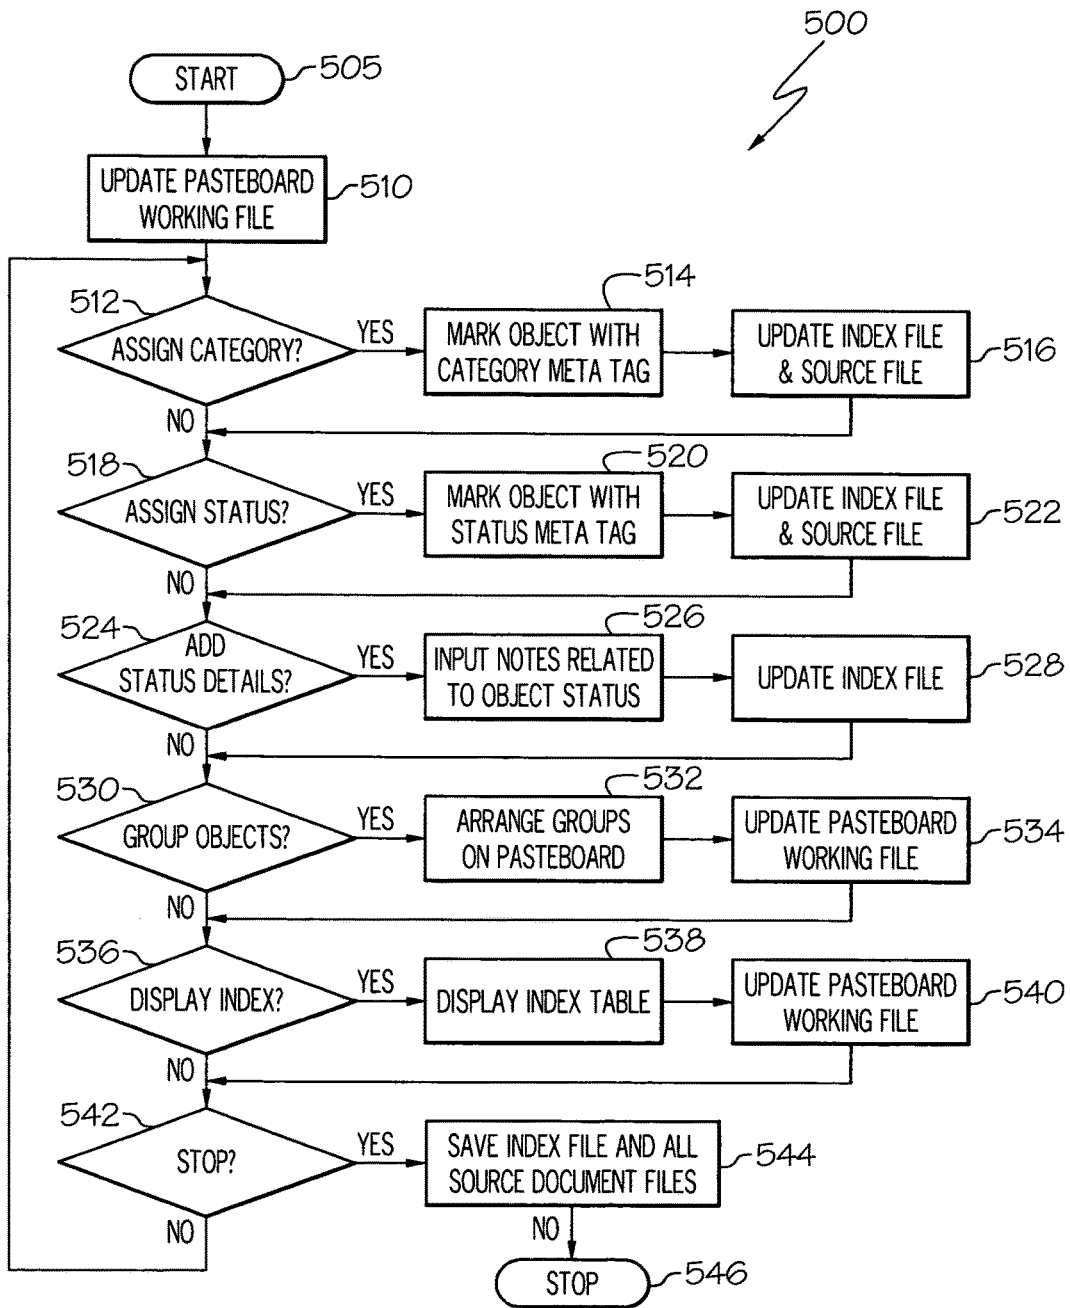 500
START
505
UPDATE PASTEBOARD
WORKING FILE
510
512
ASSIGN CATEGORY?
YES
NO
514
MARK OBJECT WITH
CATEGORY META TAG
UPDATE INDEX FILE
& SOURCE FILE
516
518
ASSIGN STATUS?
YES
NO
520
MARK OBJECT WITH
STATUS META TAG
UPDATE INDEX FILE
& SOURCE FILE
522
524
ADD
STATUS DETAILS?
YES
NO
526
INPUT NOTES RELATED
TO OBJECT STATUS
UPDATE INDEX FILE
528
530
GROUP OBJECTS?
YES
NO
532
ARRANGE GROUPS
ON PASTEBOARD
UPDATE PASTEBOARD
WORKING FILE
534
536
DISPLAY INDEX?
YES
NO
538
DISPLAY INDEX TABLE
UPDATE PASTEBOARD
WORKING FILE
540
542
STOP?
YES
NO
SAVE INDEX FILE AND ALL
SOURCE DOCUMENT FILES
544
NO
STOP
546